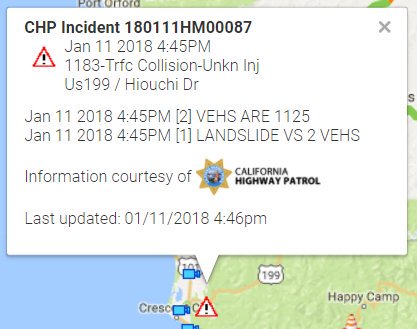 Port Orford
CHP Incident 180111HM00087
Jan 11 2018 4:45PM
1183-Trfc Collision-Unkn Inj
Us199 / Hiouchi Dr
Jan 11 2018 4:45PM [2] VEHS ARE 1125
Jan 11 2018 4:45PM [1] LANDSLIDE VS 2 VEHS
Information courtesy of CALIFORNIA
HIGHWAY PATROL
Last updated: 01/11/2018 4:46pm
101
199
Happy Camp